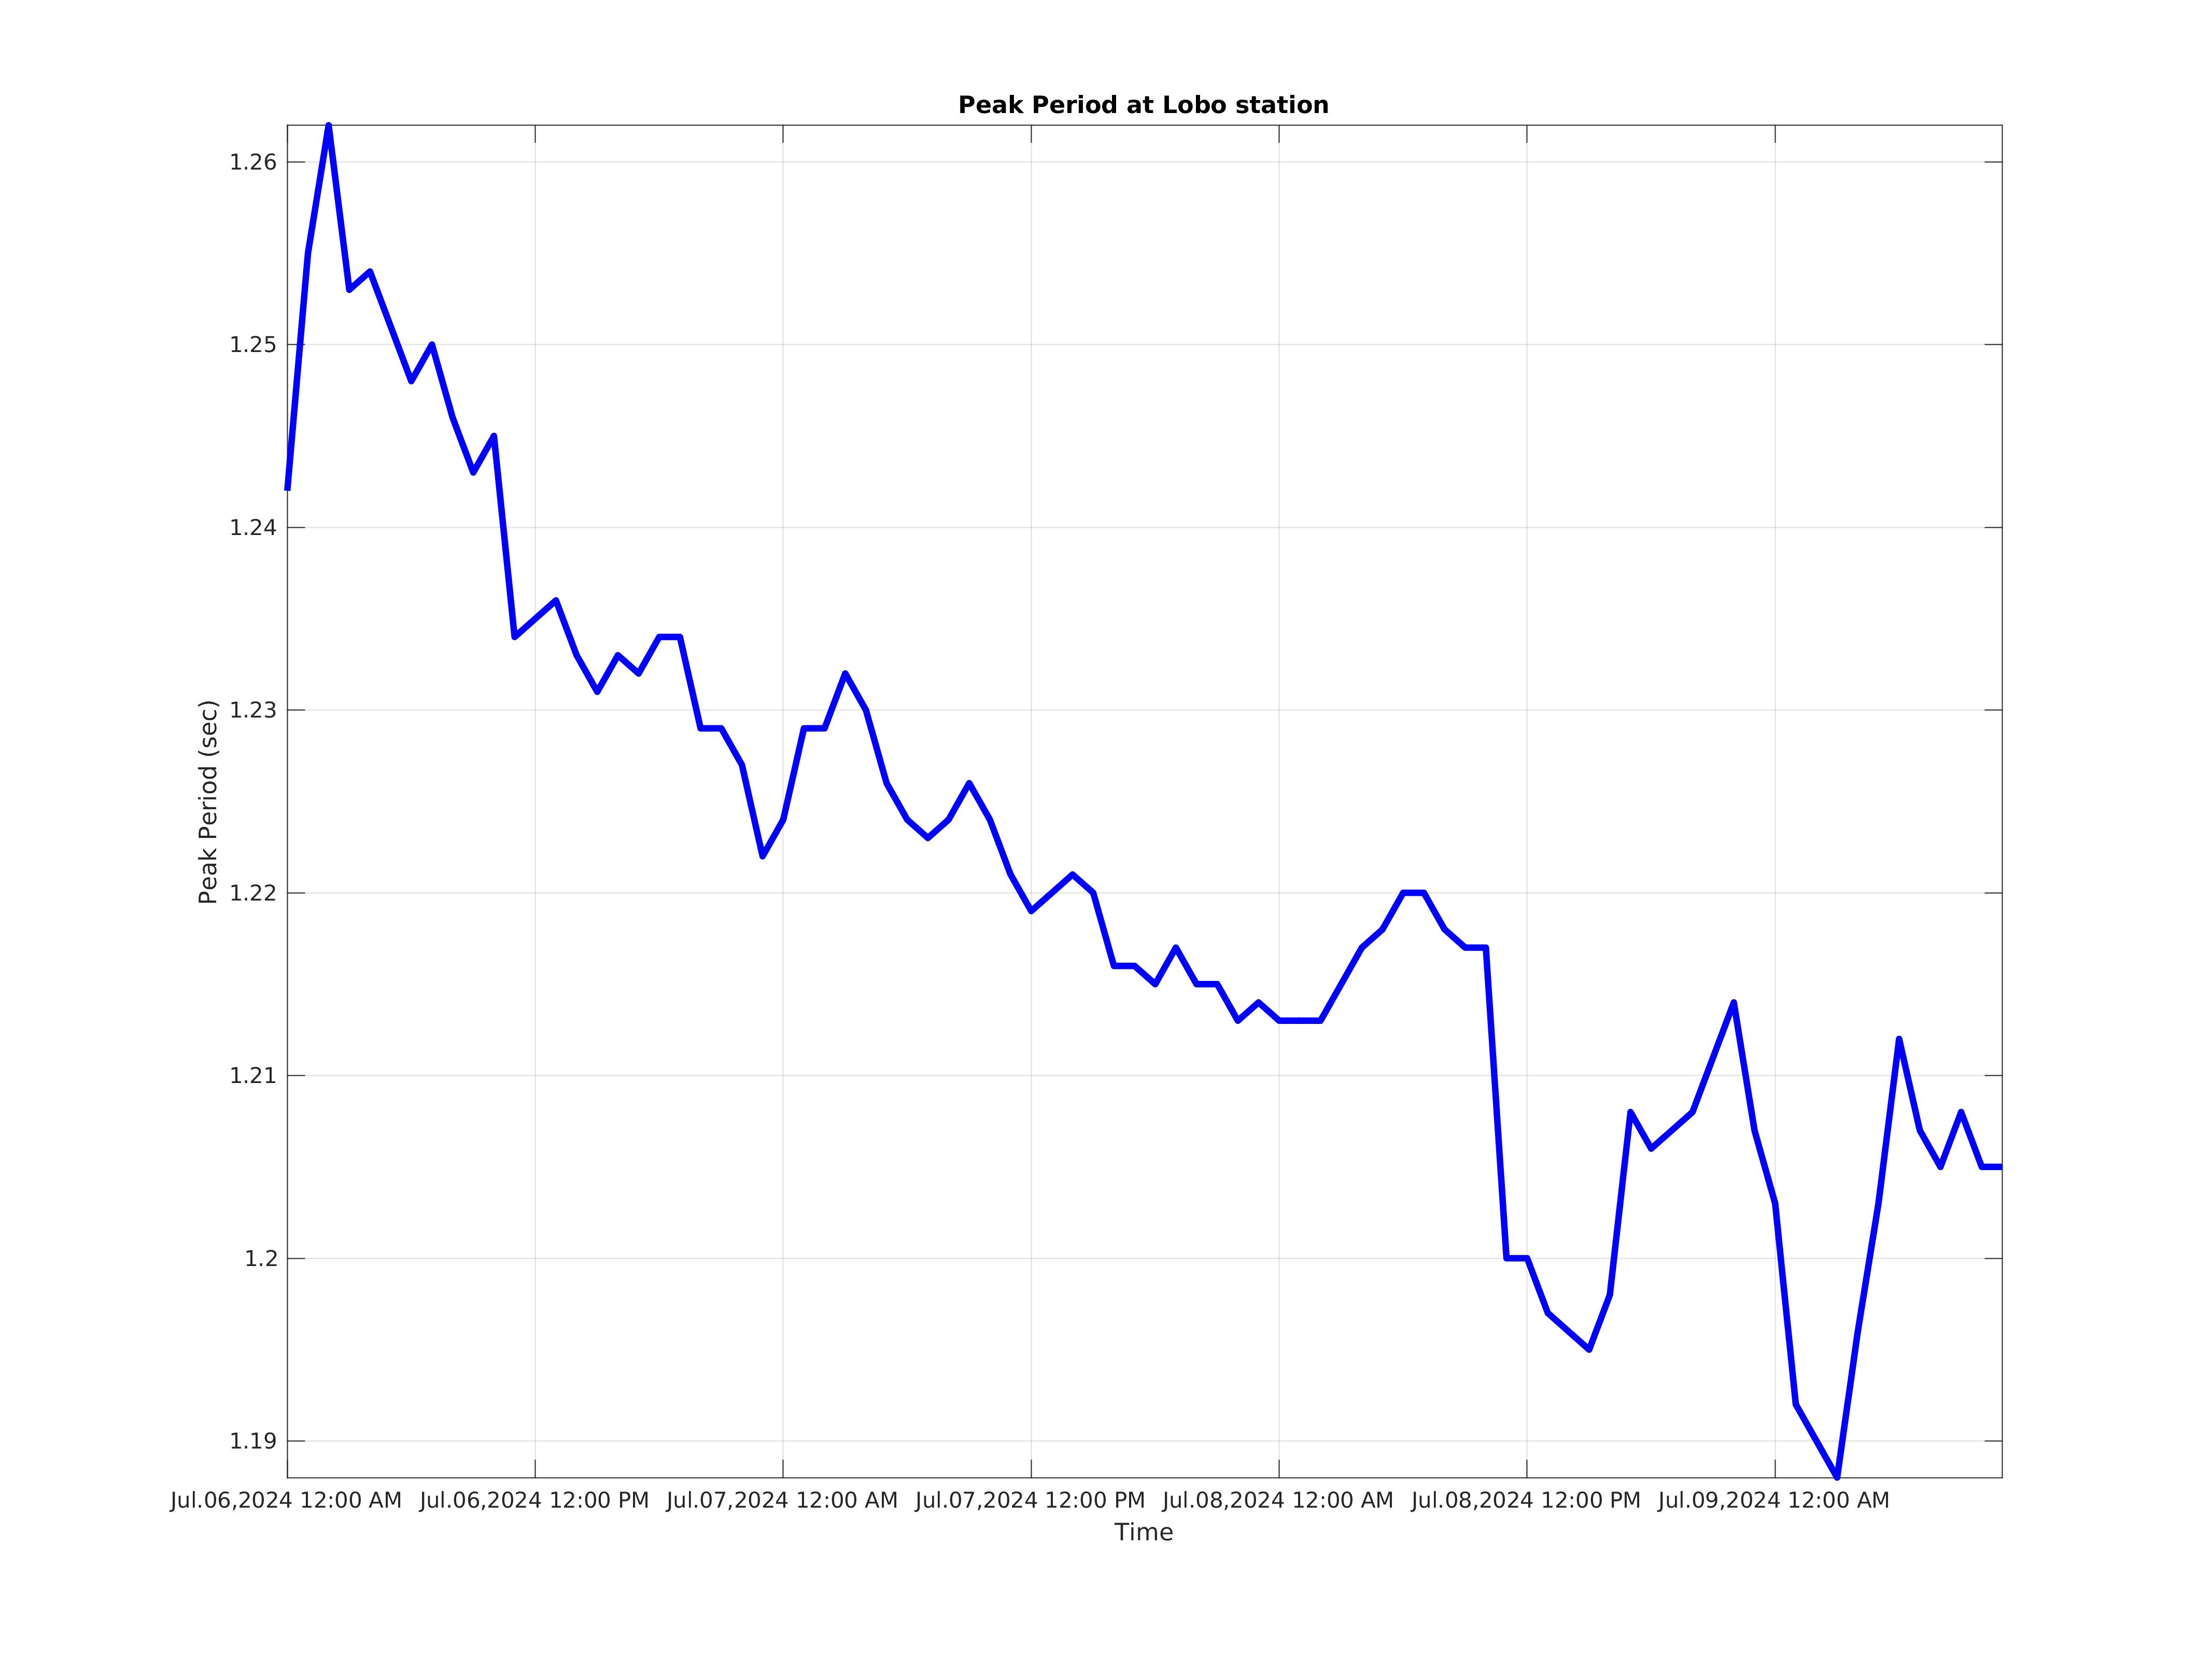 Peak Period at Lobo station
1.26
1.25
1.24
1.23
1.22
1.21
1.2
1.19
Peak Period (sec)
Jul.06,2024 12:00 AM Jul.06,2024 12:00 PM Jul.07,2024 12:00 AM Jul.07,2024 12:00 PM Jul.08,2024 12:00 AM Jul.08,2024 12:00 PM Jul.09,2024 12:00 AM
Time